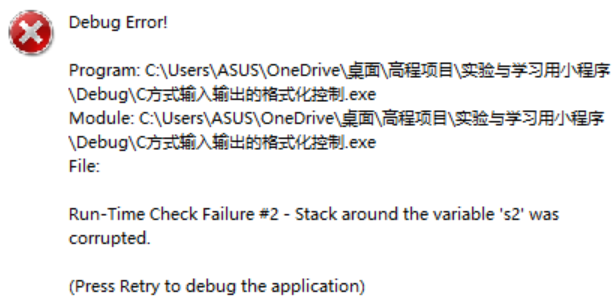 Debug Error!
Program: C:\Users\ASUS\OneDrive\桌面\高程项目\实验与学习用小程序
\Debug\C方式输入输出的格式化控制.exe
Module: C:\Users\ASUS\OneDrive\桌面\高程项目\实验与学习用小程序
\Debug\C方式输入输出的格式化控制.exe
File:
Run-Time Check Failure #2 - Stack around the variable 's2' was
corrupted.
(Press Retry to debug the application)